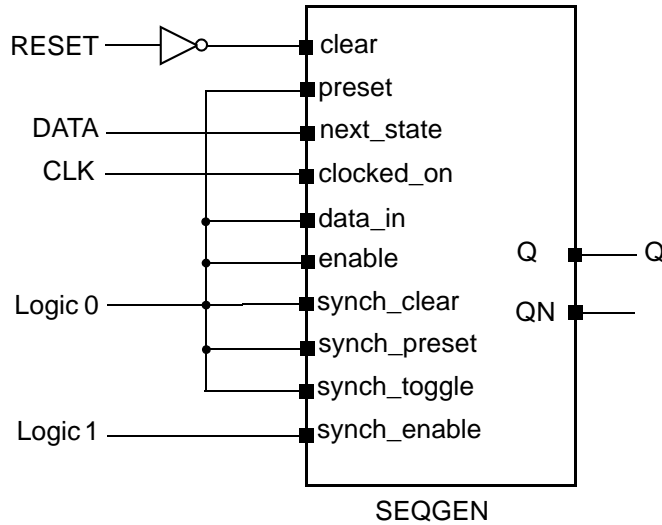 RESET
clear
preset
DATA
next_state
CLK
clocked_on
data_in
enable
Q
Q
Logic 0
synch_clear
QN
synch_preset
synch_toggle
Logic 1
synch_enable
SEQGEN